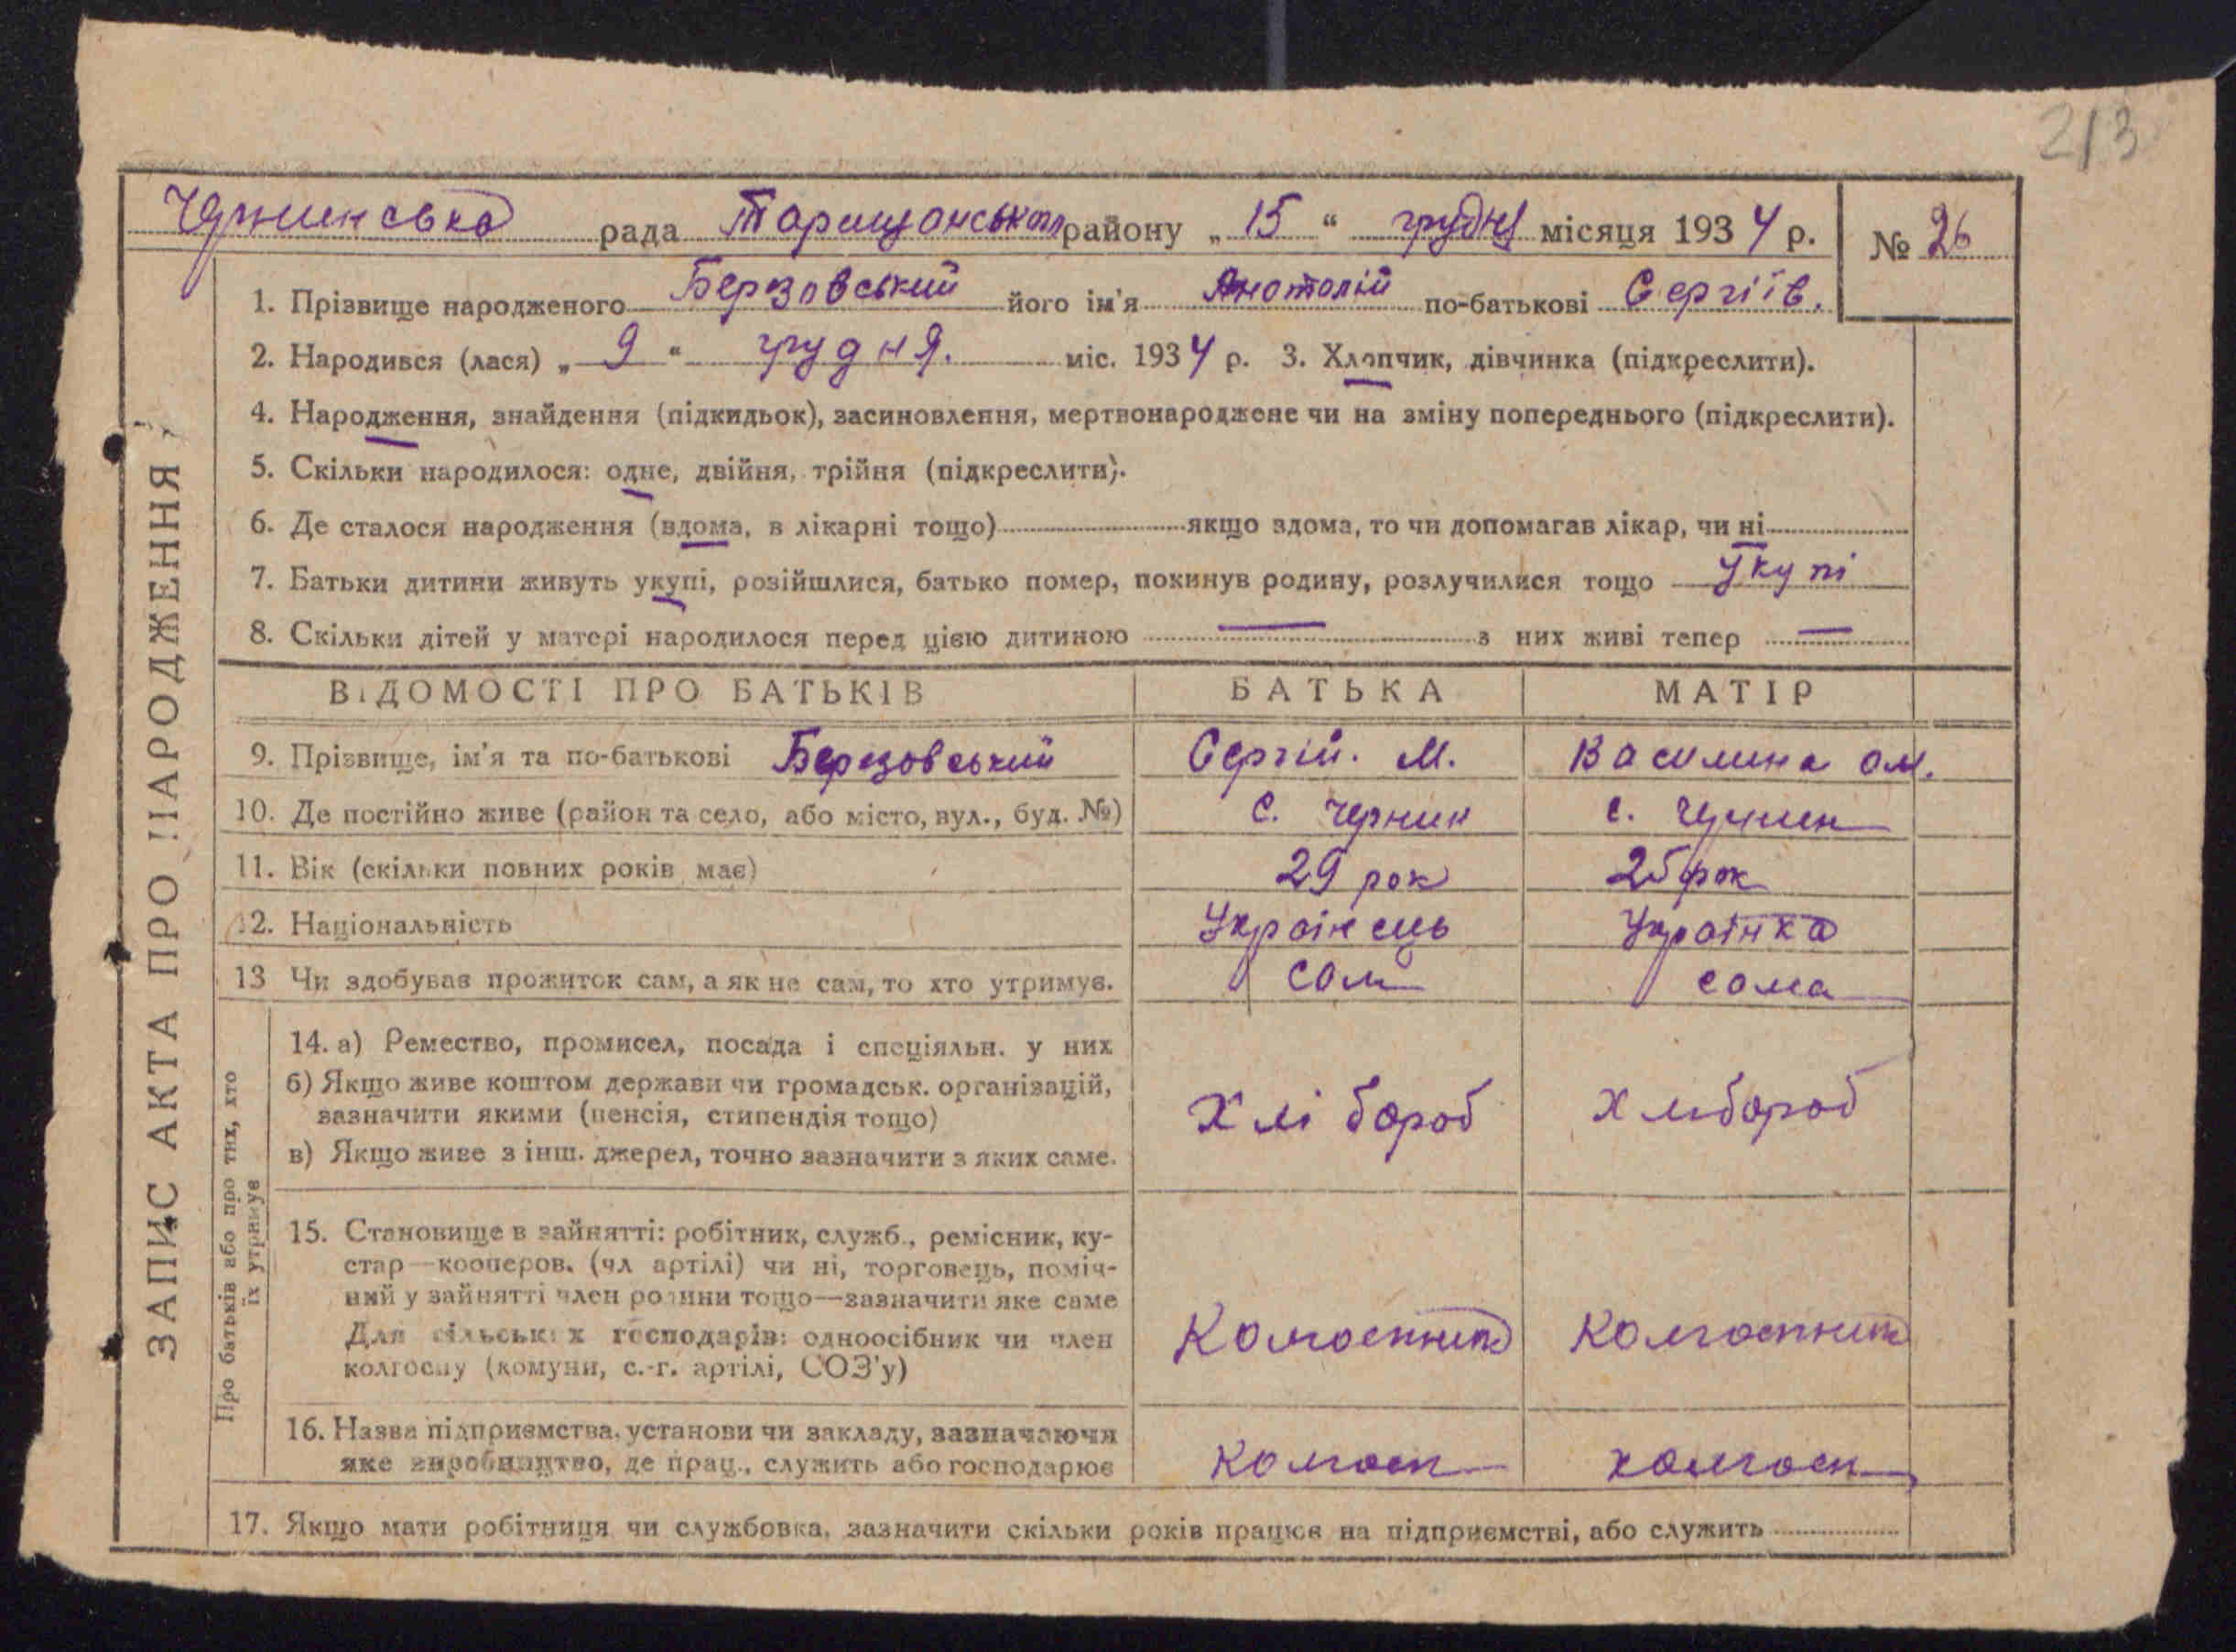 213
Чернинська рада Таращанськ району „ 15 “ грудня місяця 1934 р. № 26
1. Прізвище народженого Березовський його ім'я Анатолій по-батькові Сергіїв.
2. Народився (лася) „ 9 “ грудня. міс. 1934 р. 3. Хлопчик, дівчинка (підкреслити).
4. Народження, знайдення (підкидьок), засиновлення, мертвонароджене чи на зміну попереднього (підкреслити).
5. Скільки народилося: одне, двійня, трійня (підкреслити).
6. Де сталося народження (вдома, в лікарні тощо) якщо вдома, то чи допомагав лікар, чи ні
7. Батьки дитини живуть укупі, розійшлися, батько помер, покинув родину, розлучилися тощо Укупі
8. Скільки дітей у матері народилося перед цією дитиною — з них живі тепер —
ВІДОМОСТІ ПРО БАТЬКІВ БАТЬКА МАТІР
9. Прізвище, ім'я та по-батькові Березовський Сергій. М. Василина Ом.
10. Де постійно живе (район та село, або місто, вул., буд. №) с. Чернин с. Чернин
11. Вік (скільки повних років має) 29 рок 25 рок
12. Національність Українець Українка
13 Чи здобуває прожиток сам, а як не сам, то хто утримує. сам сама
14. а) Ремество, промисел, посада і спеціяльн. у них
б) Якщо живе коштом держави чи громадськ. організацій,
зазначити якими (пенсія, стипендія тощо) Хлібороб Хлібороб
в) Якщо живе з інш. джерел, точно зазначити з яких саме.
15. Становище в зайнятті: робітник, служб., ремісник, ку-
стар—кооперов. (чл артілі) чи ні, торговець, поміч-
ний у зайнятті член родини тощо—зазначити яке саме
Для сільських господарів: одноосібник чи член Колгоспник Колгоспник
колгоспу (комуни, с.-г. артілі, СОЗ'у)
16. Назва підприємства, установи чи закладу, зазначаючи
яке виробництво, де прац., служить або господарює Колгосп колгосп
17. Якщо мати робітниця чи службовка, зазначити скільки років працює на підприємстві, або служить
ЗАПИС АКТА ПРО НАРОДЖЕННЯ
Про батьків або про тих, хто
їх утримує